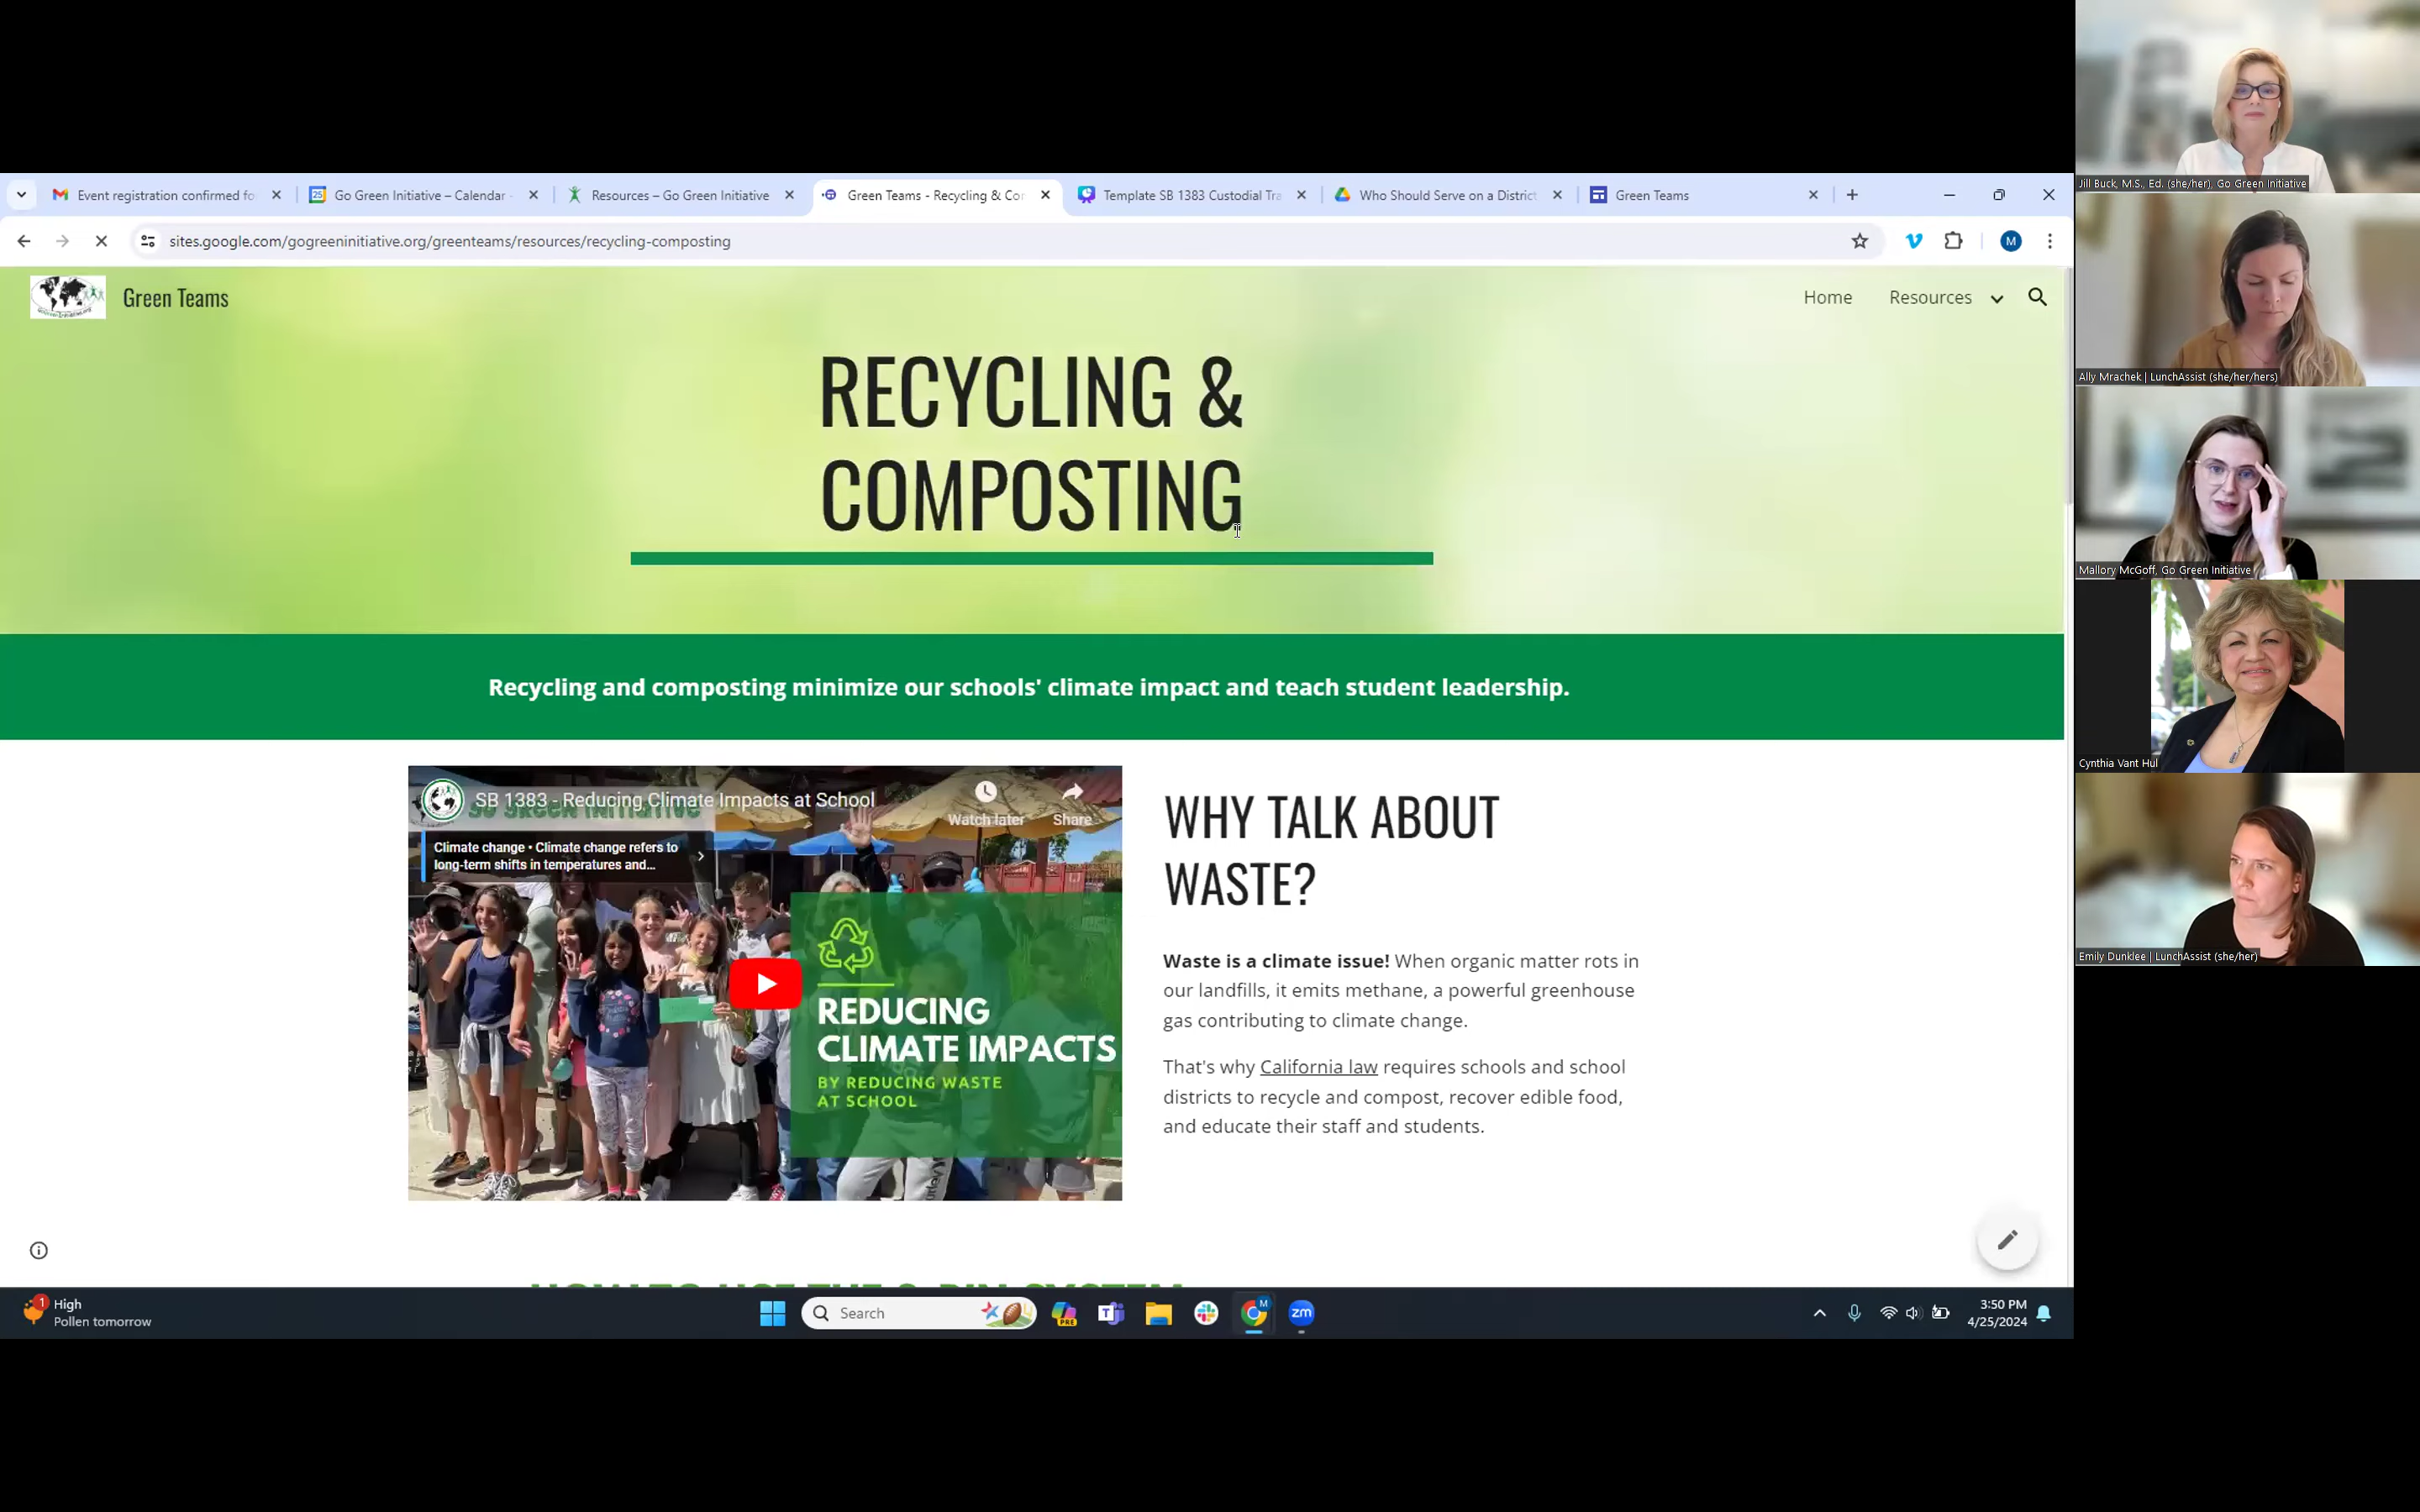 Event registration confirmed fo
Go Green Initiative – Calendar -
Resources – Go Green Initiative
Green Teams - Recycling & Co
Template SB 1383 Custodial Tra
Who Should Serve on a District
Green Teams
sites.google.com/gogreeninitiative.org/greenteams/resources/recycling-composting
M
Green Teams
Home
Resources
RECYCLING &
COMPOSTING
Recycling and composting minimize our schools' climate impact and teach student leadership.
SB 1383 - Reducing Climate Impacts at School
GO GREEN INITIATIVE
Watch later
Share
Climate change • Climate change refers to
long-term shifts in temperatures and...
REDUCING
CLIMATE IMPACTS
BY REDUCING WASTE
AT SCHOOL
WHY TALK ABOUT
WASTE?
Waste is a climate issue! When organic matter rots in
our landfills, it emits methane, a powerful greenhouse
gas contributing to climate change.
That's why California law requires schools and school
districts to recycle and compost, recover edible food,
and educate their staff and students.
1
High
Pollen tomorrow
Search
PRE
M
zm
3:50 PM
4/25/2024
Jill Buck, M.S., Ed. (she/her), Go Green Initiative
Ally Mrachek | LunchAssist (she/her/hers)
Mallory McGoff, Go Green Initiative
Cynthia Vant Hul
Emily Dunklee | LunchAssist (she/her)